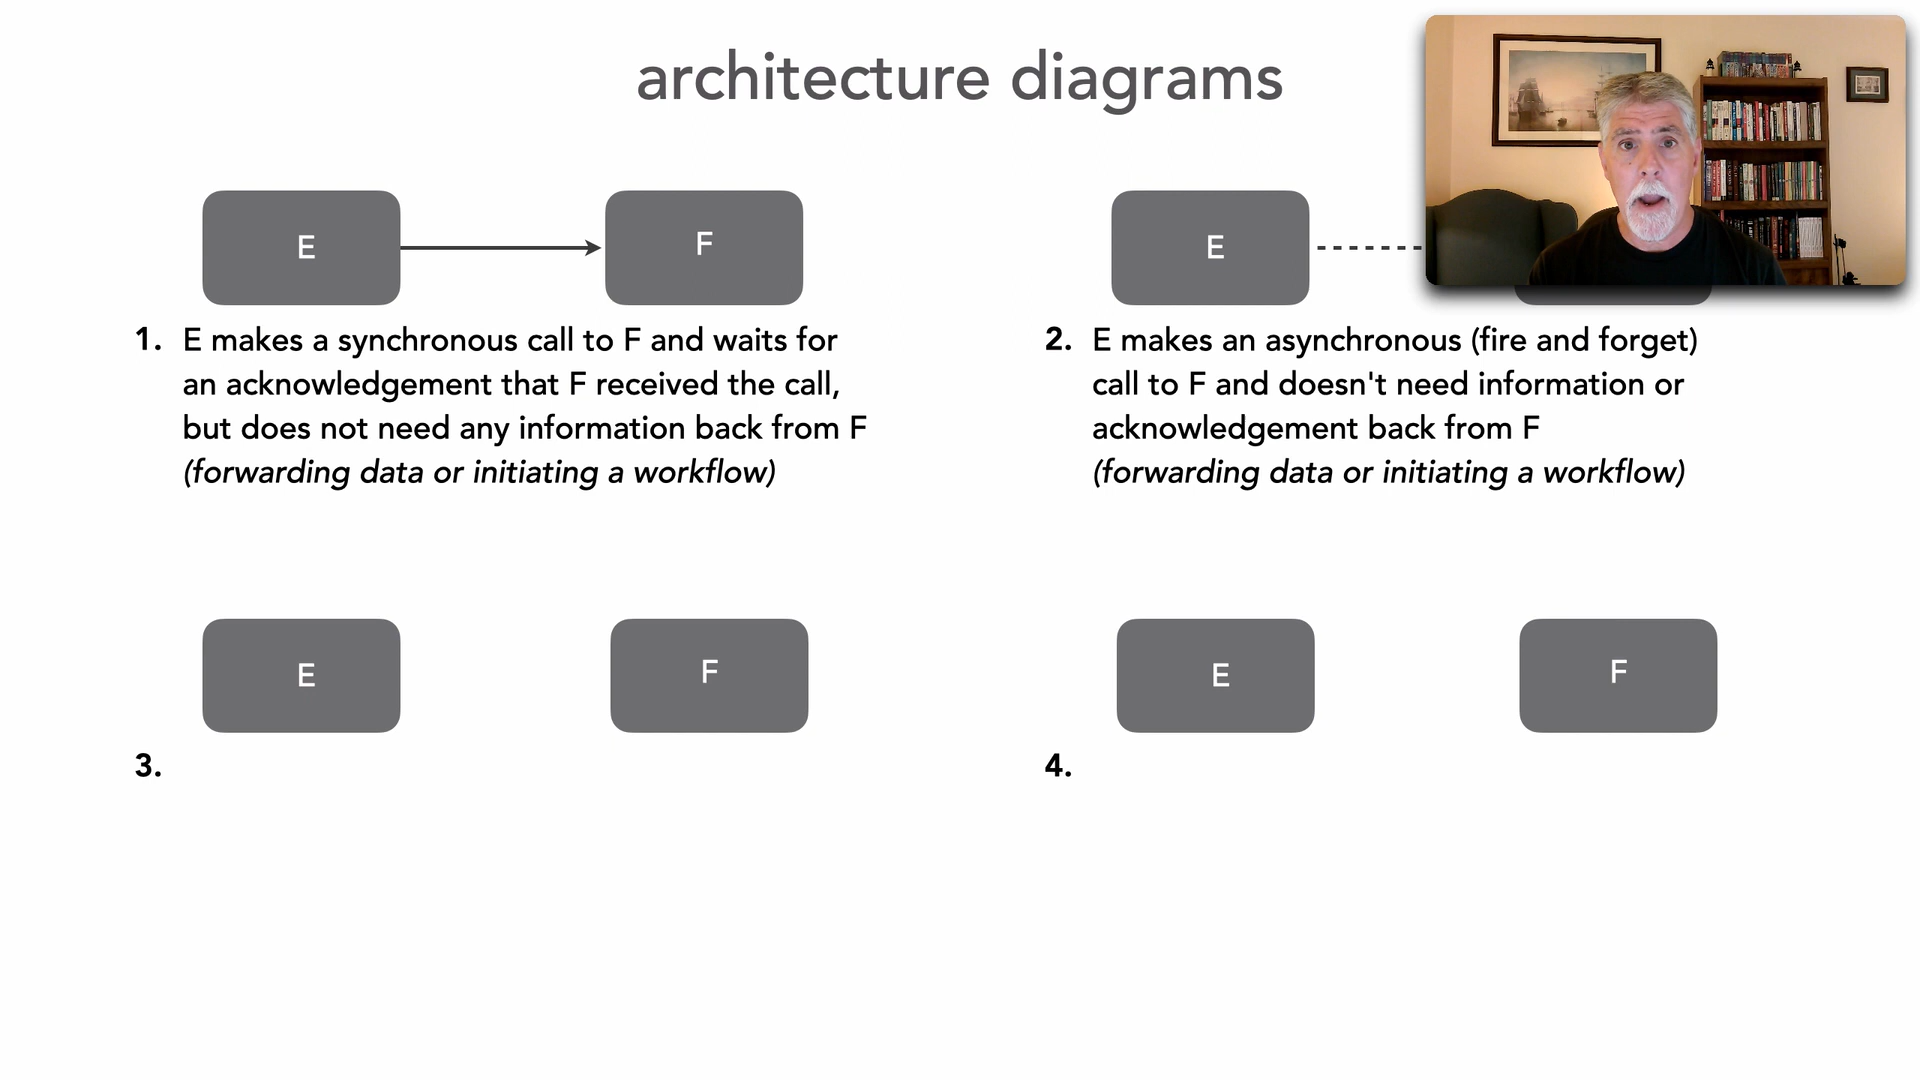 architecture diagrams
E
F
E
1. E makes a synchronous call to F and waits for
an acknowledgement that F received the call,
but does not need any information back from F
(forwarding data or initiating a workflow)
2. E makes an asynchronous (fire and forget)
call to F and doesn't need information or
acknowledgement back from F
(forwarding data or initiating a workflow)
E
F
E
F
3.
4.